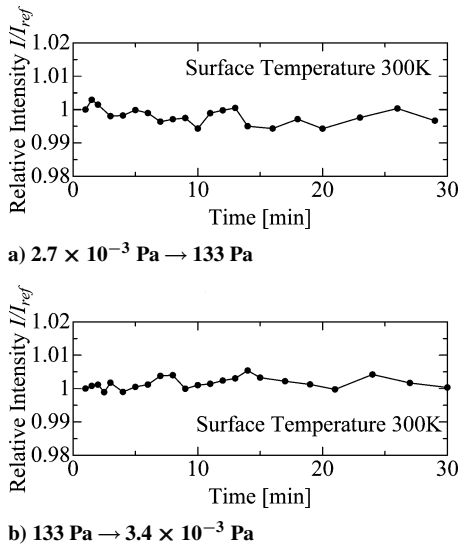 Relative Intensity I/I_ref
1.02
1.01
1
0.99
0.98
Surface Temperature 300K
0 10 20 30
Time [min]
a) 2.7 × 10⁻³ Pa → 133 Pa
Relative Intensity I/I_ref
1.02
1.01
1
0.99
0.98
Surface Temperature 300K
0 10 20 30
Time [min]
b) 133 Pa → 3.4 × 10⁻³ Pa